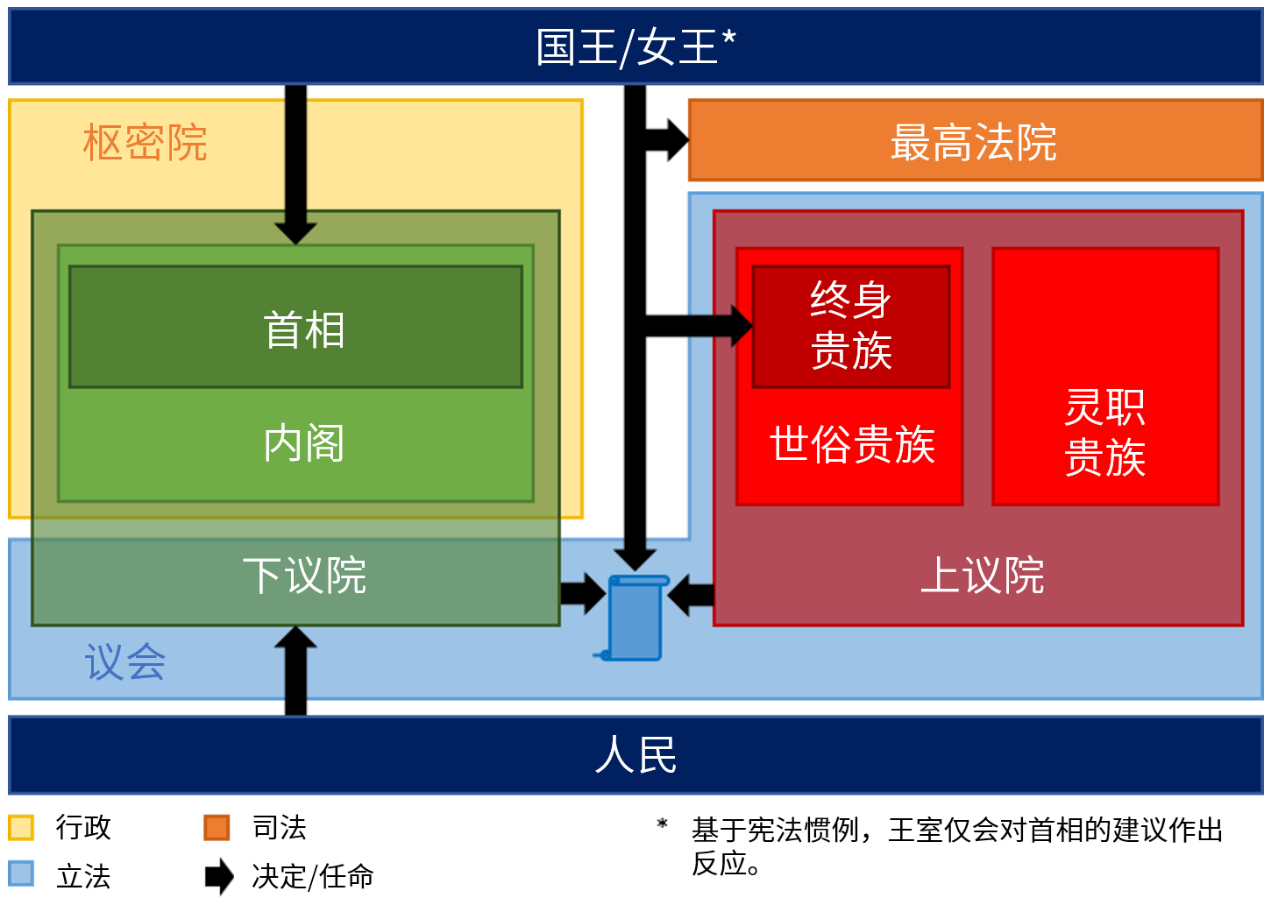 国王/女王*
枢密院
最高法院
首相
终身
贵族
内阁
世俗贵族
灵职
贵族
下议院
上议院
议会
人民
行政
司法
立法
决定/任命
* 基于宪法惯例，王室仅会对首相的建议作出
反应。